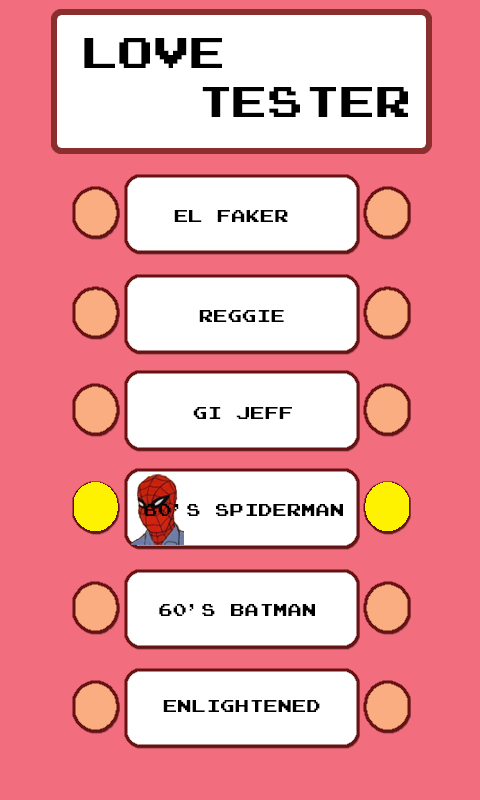 LOVE
TESTER
EL FAKER
REGGIE
GI JEFF
SPIDERMAN
60'S BATMAN
ENLIGHTENED